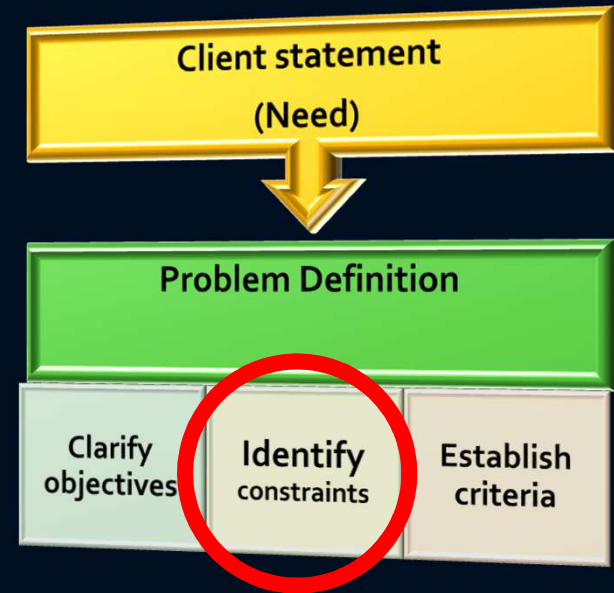 Client statement
(Need)
Problem Definition
Clarify
objectives
Identify
constraints
Establish
criteria